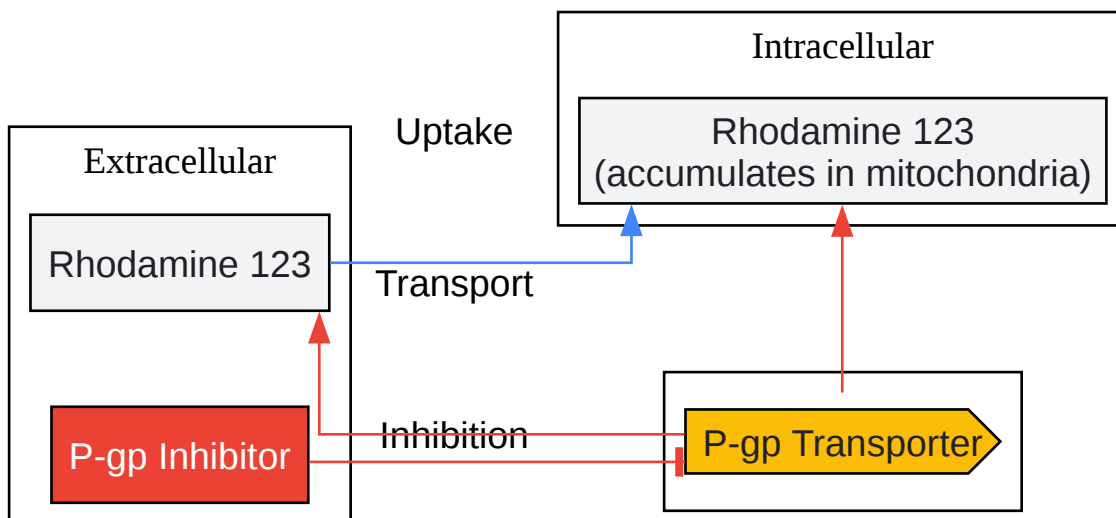 Intracellular
Rhodamine 123
(accumulates in mitochondria)
Uptake
Extracellular
Rhodamine 123
Transport
P-gp Inhibitor
Inhibition
P-gp Transporter